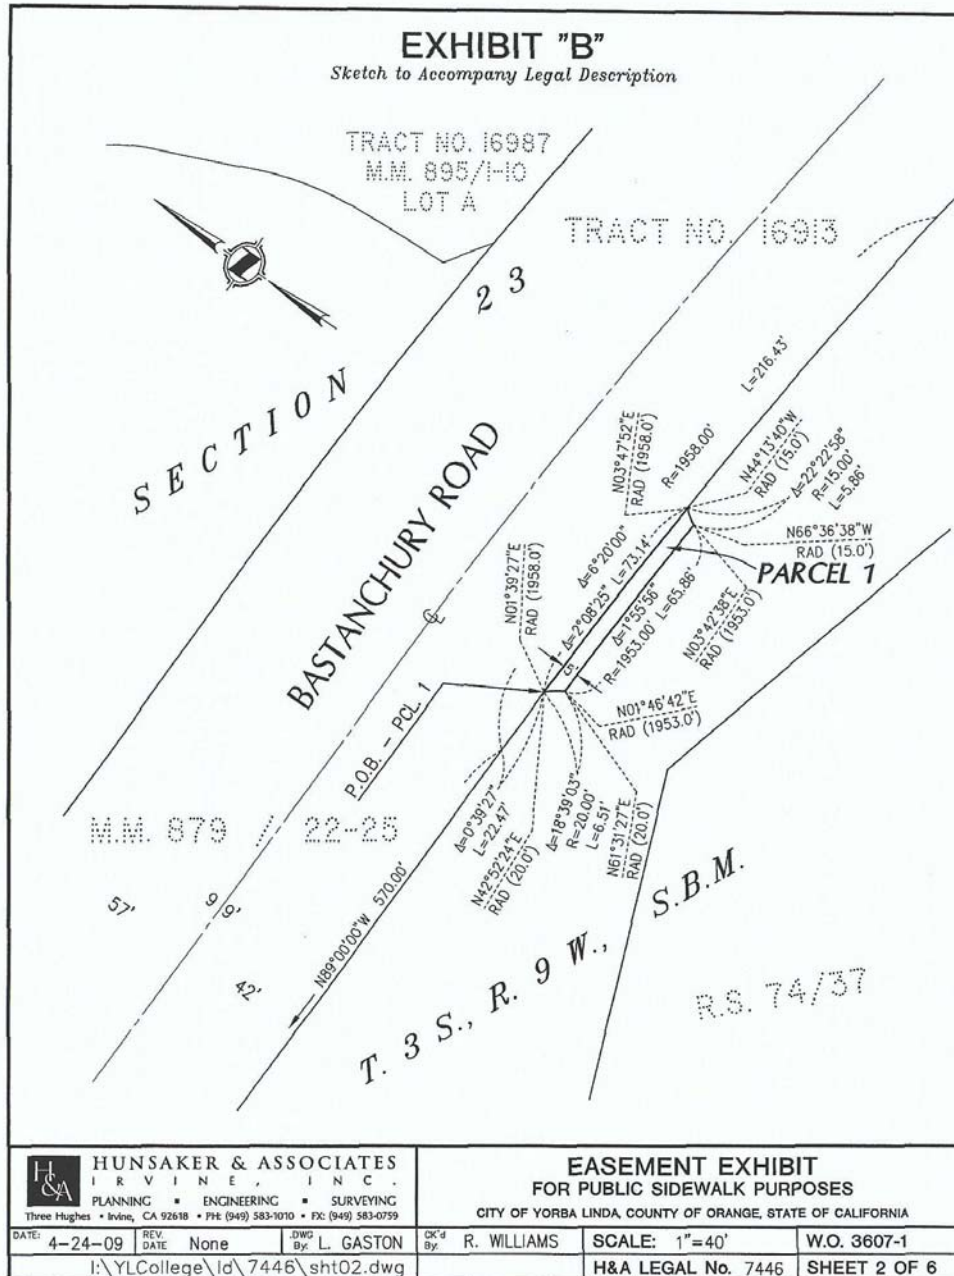 EXHIBIT "B"
Sketch to Accompany Legal Description
TRACT NO. 16987
M.M. 895/1-10
LOT A
TRACT NO. 16913
SECTION 23
BASTANCHURY ROAD
L=216.43'
R=1958.00'
N03°47'52"E
RAD (1958.0')
N44°13'40"W
RAD (15.0')
Δ=22°22'58"
R=15.00'
L=5.86'
N66°36'38"W
RAD (15.0')
PARCEL 1
Δ=6°20'00"
Δ=2°08'25" L=73.14'
Δ=1°55'56"
R=1953.00' L=65.86'
N03°42'38"E
RAD (1953.0')
N01°39'27"E
RAD (1958.0')
5'
N01°46'42"E
RAD (1953.0')
P.O.B. - PCL. 1
Δ=0°39'27"
L=22.47'
N42°52'24"E
RAD (20.0')
Δ=18°39'03"
R=20.00'
L=6.51'
N61°31'27"E
RAD (20.0')
M.M. 879 / 22-25
57'
99'
42'
N89°00'00"W 570.00'
T. 3 S., R. 9 W., S.B.M.
R.S. 74/37
H&A
HUNSAKER & ASSOCIATES
IRVINE, INC.
PLANNING ▪ ENGINEERING ▪ SURVEYING
Three Hughes • Irvine, CA 92618 • PH: (949) 583-1010 • FX: (949) 583-0759
EASEMENT EXHIBIT
FOR PUBLIC SIDEWALK PURPOSES
CITY OF YORBA LINDA, COUNTY OF ORANGE, STATE OF CALIFORNIA
DATE: 4-24-09 REV. DATE None DWG By: L. GASTON CK'd By: R. WILLIAMS SCALE: 1"=40' W.O. 3607-1
I:\YLCollege\ld\7446\sht02.dwg H&A LEGAL No. 7446 SHEET 2 OF 6